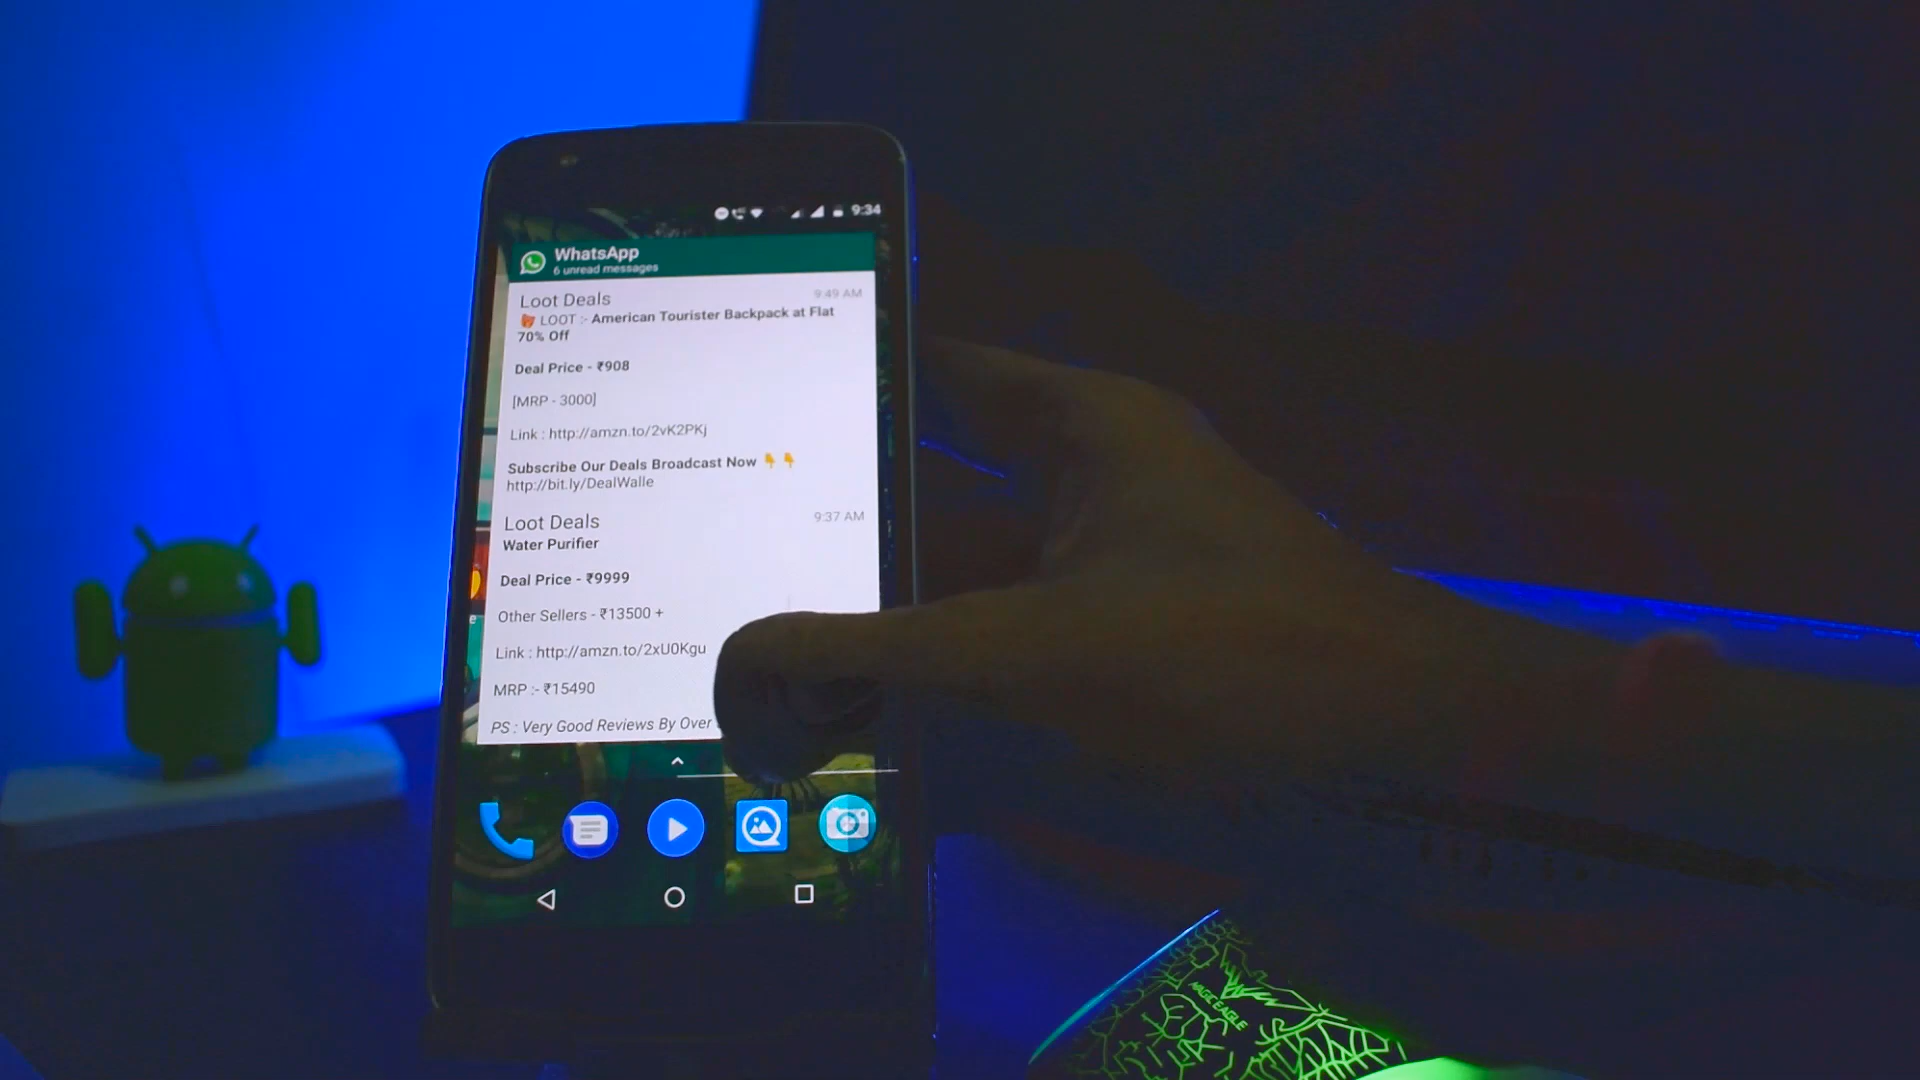 9:34
WhatsApp
6 unread messages
Loot Deals 9:49 AM
LOOT :- American Tourister Backpack at Flat
70% Off
Deal Price - ₹908
[MRP - 3000]
Link : http://amzn.to/2vK2PKj
Subscribe Our Deals Broadcast Now 👇👇
http://bit.ly/DealWalle
Loot Deals 9:37 AM
Water Purifier
Deal Price - ₹9999
Other Sellers - ₹13500 +
Link : http://amzn.to/2xU0Kgu
MRP :- ₹15490
PS : Very Good Reviews By Over
MAGIC EAGLE